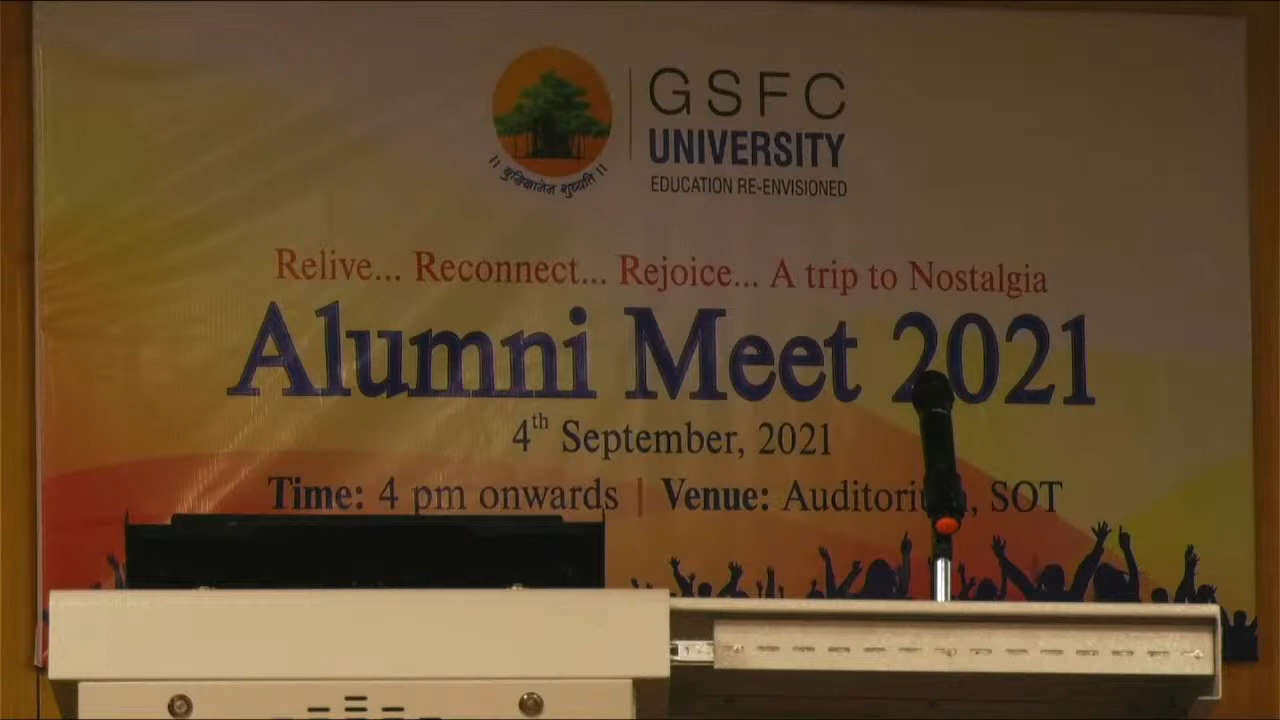 GSFC
UNIVERSITY
EDUCATION RE-ENVISIONED
Relive... Reconnect... Rejoice... A trip to Nostalgia
Alumni Meet 2021
4th September, 2021
Time: 4 pm onwards | Venue: Auditorium, SOT